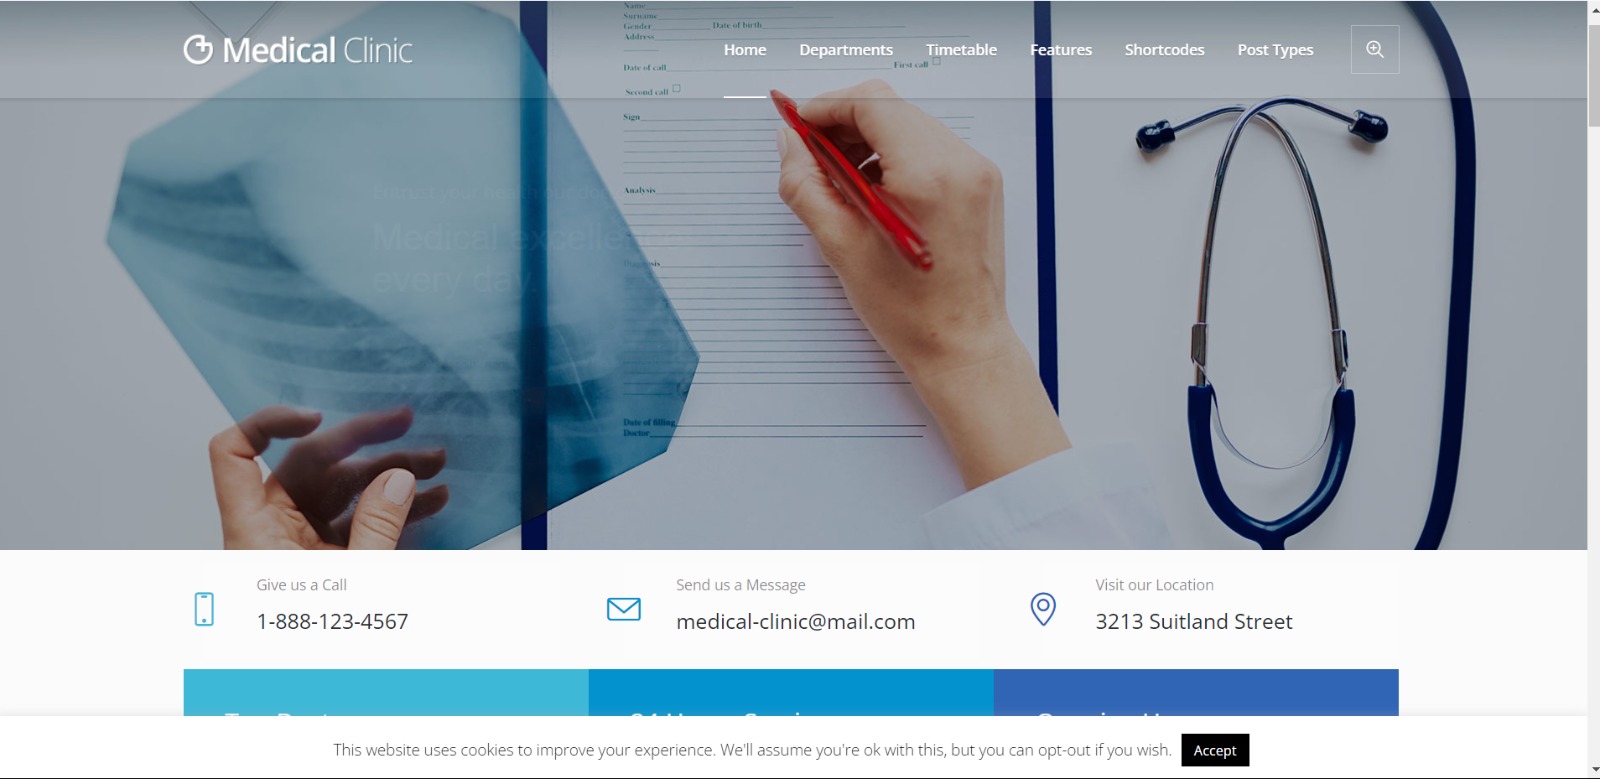 Medical Clinic
Home Departments Timetable Features Shortcodes Post Types
Name
Surname
Gender Date of birth
Address
Date of call First call
Second call
Sign
Analysis
Entrust your health our
Medical excellence
every day.
Diagnosis
Date of filling
Doctor
Give us a Call
1-888-123-4567
Send us a Message
medical-clinic@mail.com
Visit our Location
3213 Suitland Street
This website uses cookies to improve your experience. We'll assume you're ok with this, but you can opt-out if you wish. Accept